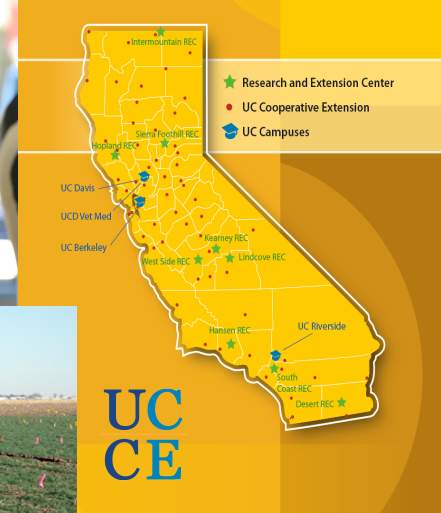 Intermountain REC
Research and Extension Center
UC Cooperative Extension
UC Campuses
Sierra Foothill REC
Hopland REC
UC Davis
UCD Vet Med
UC Berkeley
Kearney REC
West Side REC
Lindcove REC
Hansen REC
UC Riverside
South
Coast REC
Desert REC
UC
CE